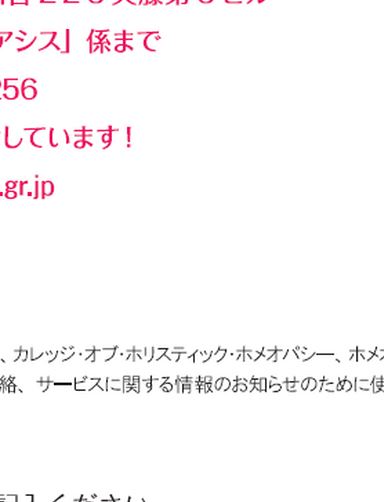 アシス」係まで
256
しています!
.gr.jp
、カレッジ・オブ・ホリスティック・ホメオパシー、ホメオ
絡、サービスに関する情報のお知らせのために使
記入ください